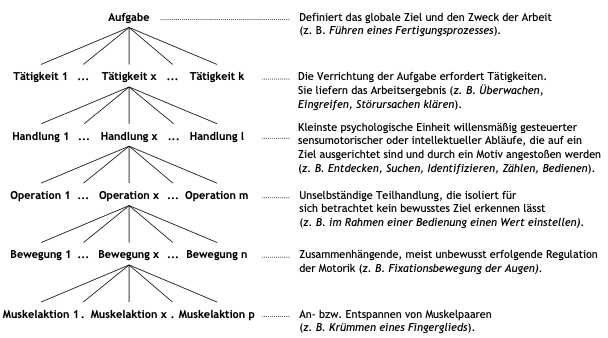 Aufgabe
Definiert das globale Ziel und den Zweck der Arbeit
(z. B. Führen eines Fertigungsprozesses).
Tätigkeit 1 ... Tätigkeit x ... Tätigkeit k
Die Verrichtung der Aufgabe erfordert Tätigkeiten.
Sie liefern das Arbeitsergebnis (z. B. Überwachen,
Eingreifen, Störursachen klären).
Handlung 1 ... Handlung x ... Handlung l
Kleinste psychologische Einheit willensmäßig gesteuerter
sensumotorischer oder intellektueller Abläufe, die auf ein
Ziel ausgerichtet sind und durch ein Motiv angestoßen werden
(z. B. Entdecken, Suchen, Identifizieren, Zählen, Bedienen).
Operation 1 ... Operation x ... Operation m
Unselbständige Teilhandlung, die isoliert für
sich betrachtet kein bewusstes Ziel erkennen lässt
(z. B. im Rahmen einer Bedienung einen Wert einstellen).
Bewegung 1 ... Bewegung x ... Bewegung n
Zusammenhängende, meist unbewusst erfolgende Regulation
der Motorik (z. B. Fixationsbewegung der Augen).
Muskelaktion 1 . Muskelaktion x . Muskelaktion p
An- bzw. Entspannen von Muskelpaaren
(z. B. Krümmen eines Fingerglieds).